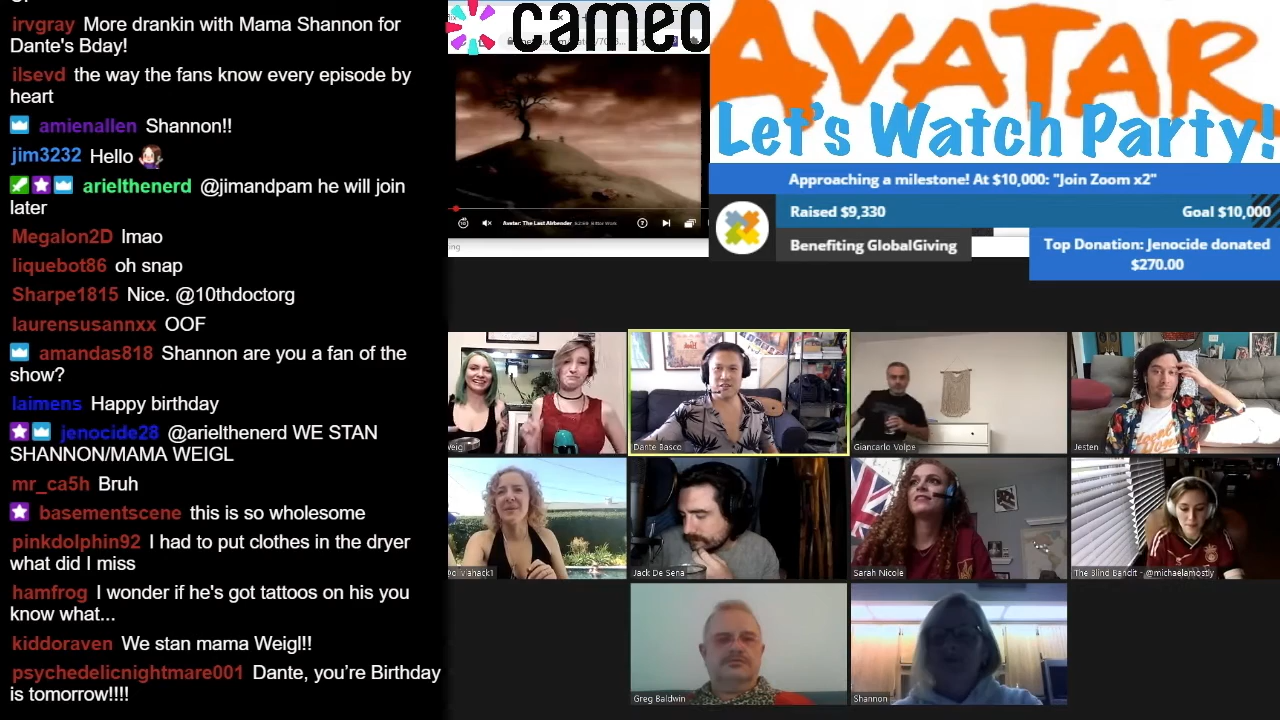 irvgray More drankin with Mama Shannon for
Dante's Bday!
ilsevd the way the fans know every episode by
heart
amienallen Shannon!!
jim3232 Hello
arielthenerd @jimandpam he will join
later
Megalon2D lmao
liquebot86 oh snap
Sharpe1815 Nice. @10thdoctorg
laurensusannxx OOF
amandas818 Shannon are you a fan of the
show?
laimens Happy birthday
jenocide28 @arielthenerd WE STAN
SHANNON/MAMA WEIGL
mr_ca5h Bruh
basementscene this is so wholesome
pinkdolphin92 I had to put clothes in the dryer
what did I miss
hamfrog I wonder if he's got tattoos on his you
know what...
kiddoraven We stan mama Weigl!!
psychedelicnightmare001 Dante, you're Birthday
is tomorrow!!!!
cameo
Avatar: The Last Airbender
AVATAR
Let's Watch Party!
Approaching a milestone! At $10,000: "Join Zoom x2"
Raised $9,330
Goal $10,000
Benefiting GlobalGiving
Top Donation: Jenocide donated
$270.00
Dante Basco
Giancarlo Volpe
Jesten
Jack De Sena
Sarah Nicole
The Blind Bandit - @michaelamostly
Greg Baldwin
Shannon